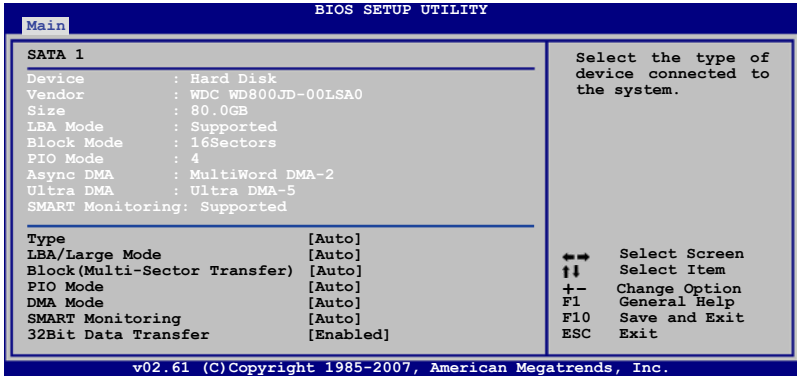 BIOS SETUP UTILITY
Main
SATA 1
Device : Hard Disk
Vendor : WDC WD800JD-00LSA0
Size : 80.0GB
LBA Mode : Supported
Block Mode : 16Sectors
PIO Mode : 4
Async DMA : MultiWord DMA-2
Ultra DMA : Ultra DMA-5
SMART Monitoring: Supported
Type [Auto]
LBA/Large Mode [Auto]
Block(Multi-Sector Transfer) [Auto]
PIO Mode [Auto]
DMA Mode [Auto]
SMART Monitoring [Auto]
32Bit Data Transfer [Enabled]
Select the type of
device connected to
the system.
←→ Select Screen
↑↓ Select Item
+- Change Option
F1 General Help
F10 Save and Exit
ESC Exit
v02.61 (C)Copyright 1985-2007, American Megatrends, Inc.